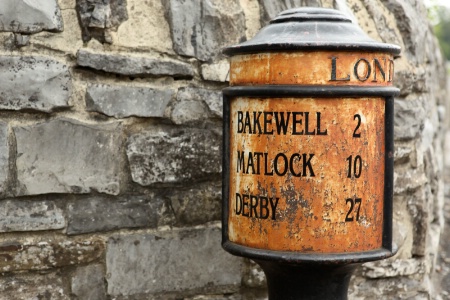 LON
BAKEWELL 2
MATLOCK 10
DERBY 27